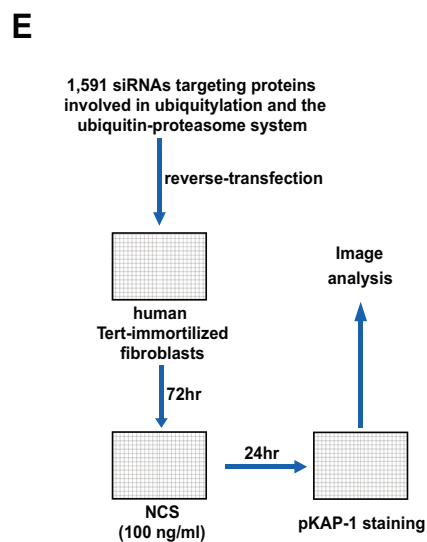 E
1,591 siRNAs targeting proteins
involved in ubiquitylation and the
ubiquitin-proteasome system
reverse-transfection
human
Tert-immortilized
fibroblasts
72hr
NCS
(100 ng/ml)
24hr
pKAP-1 staining
Image
analysis